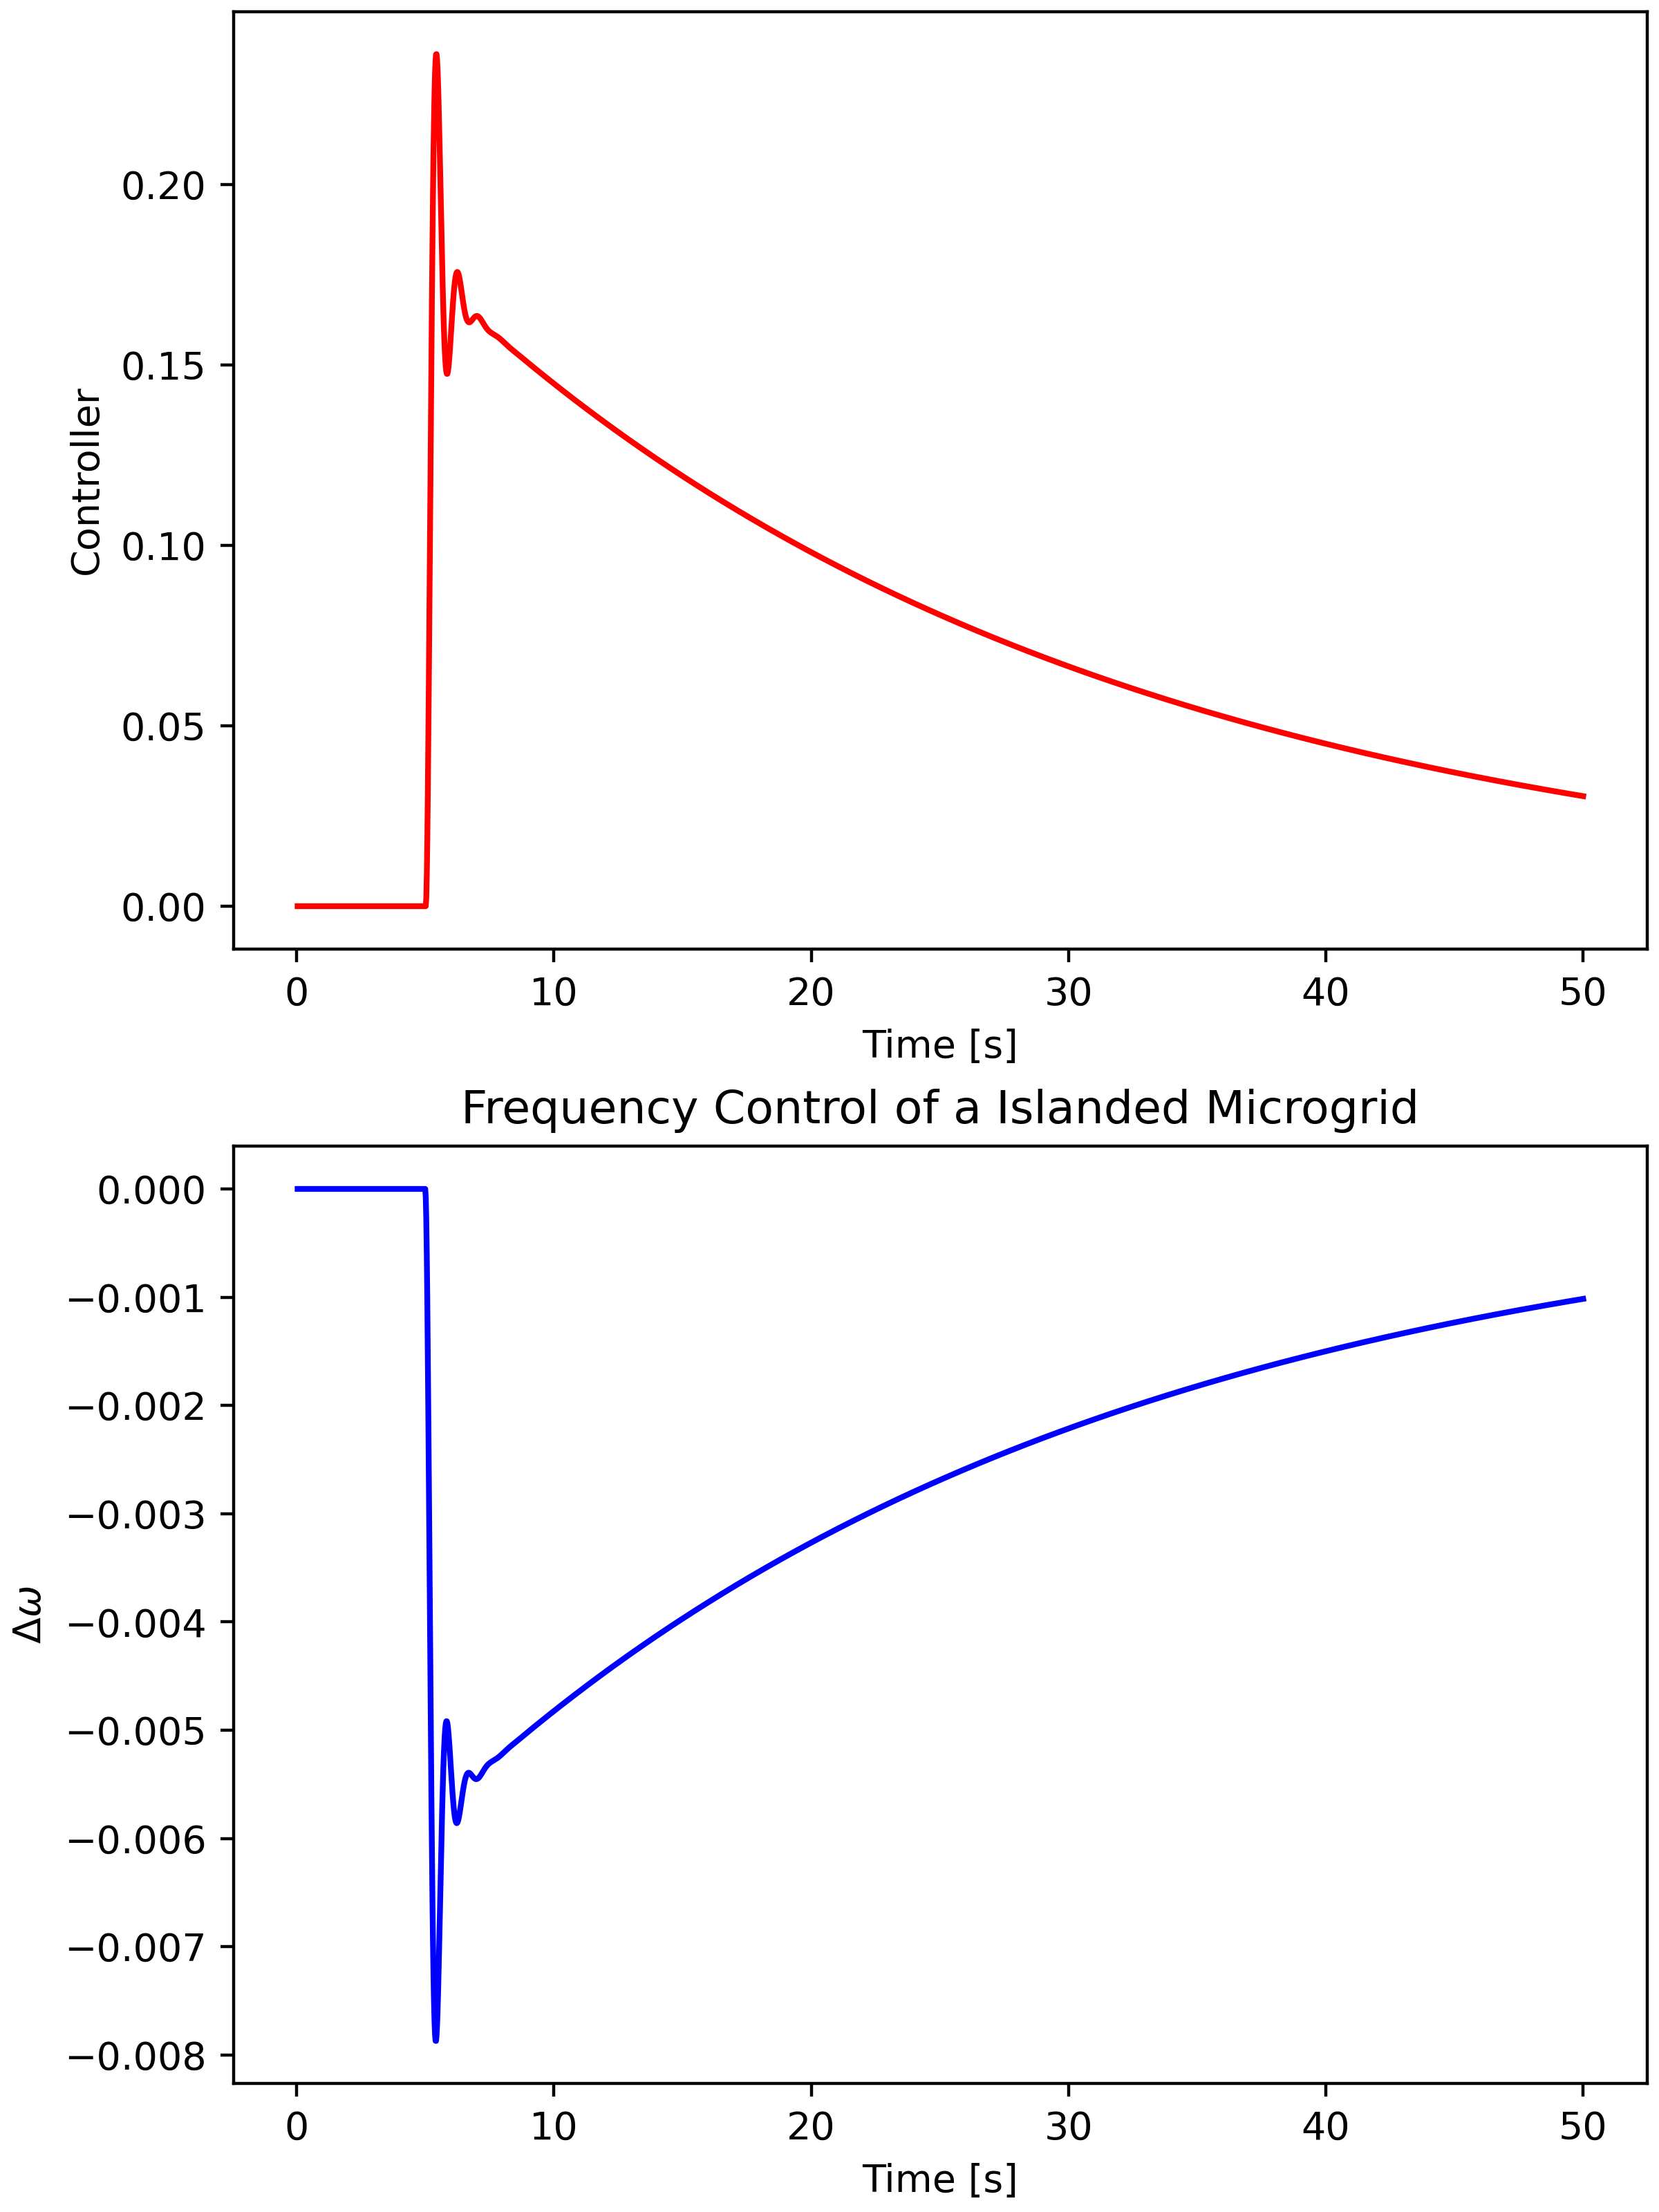 0.20
0.15
0.10
0.05
0.00
Controller
0 10 20 30 40 50
Time [s]
Frequency Control of a Islanded Microgrid
0.000
−0.001
−0.002
−0.003
−0.004
−0.005
−0.006
−0.007
−0.008
Δω
0 10 20 30 40 50
Time [s]